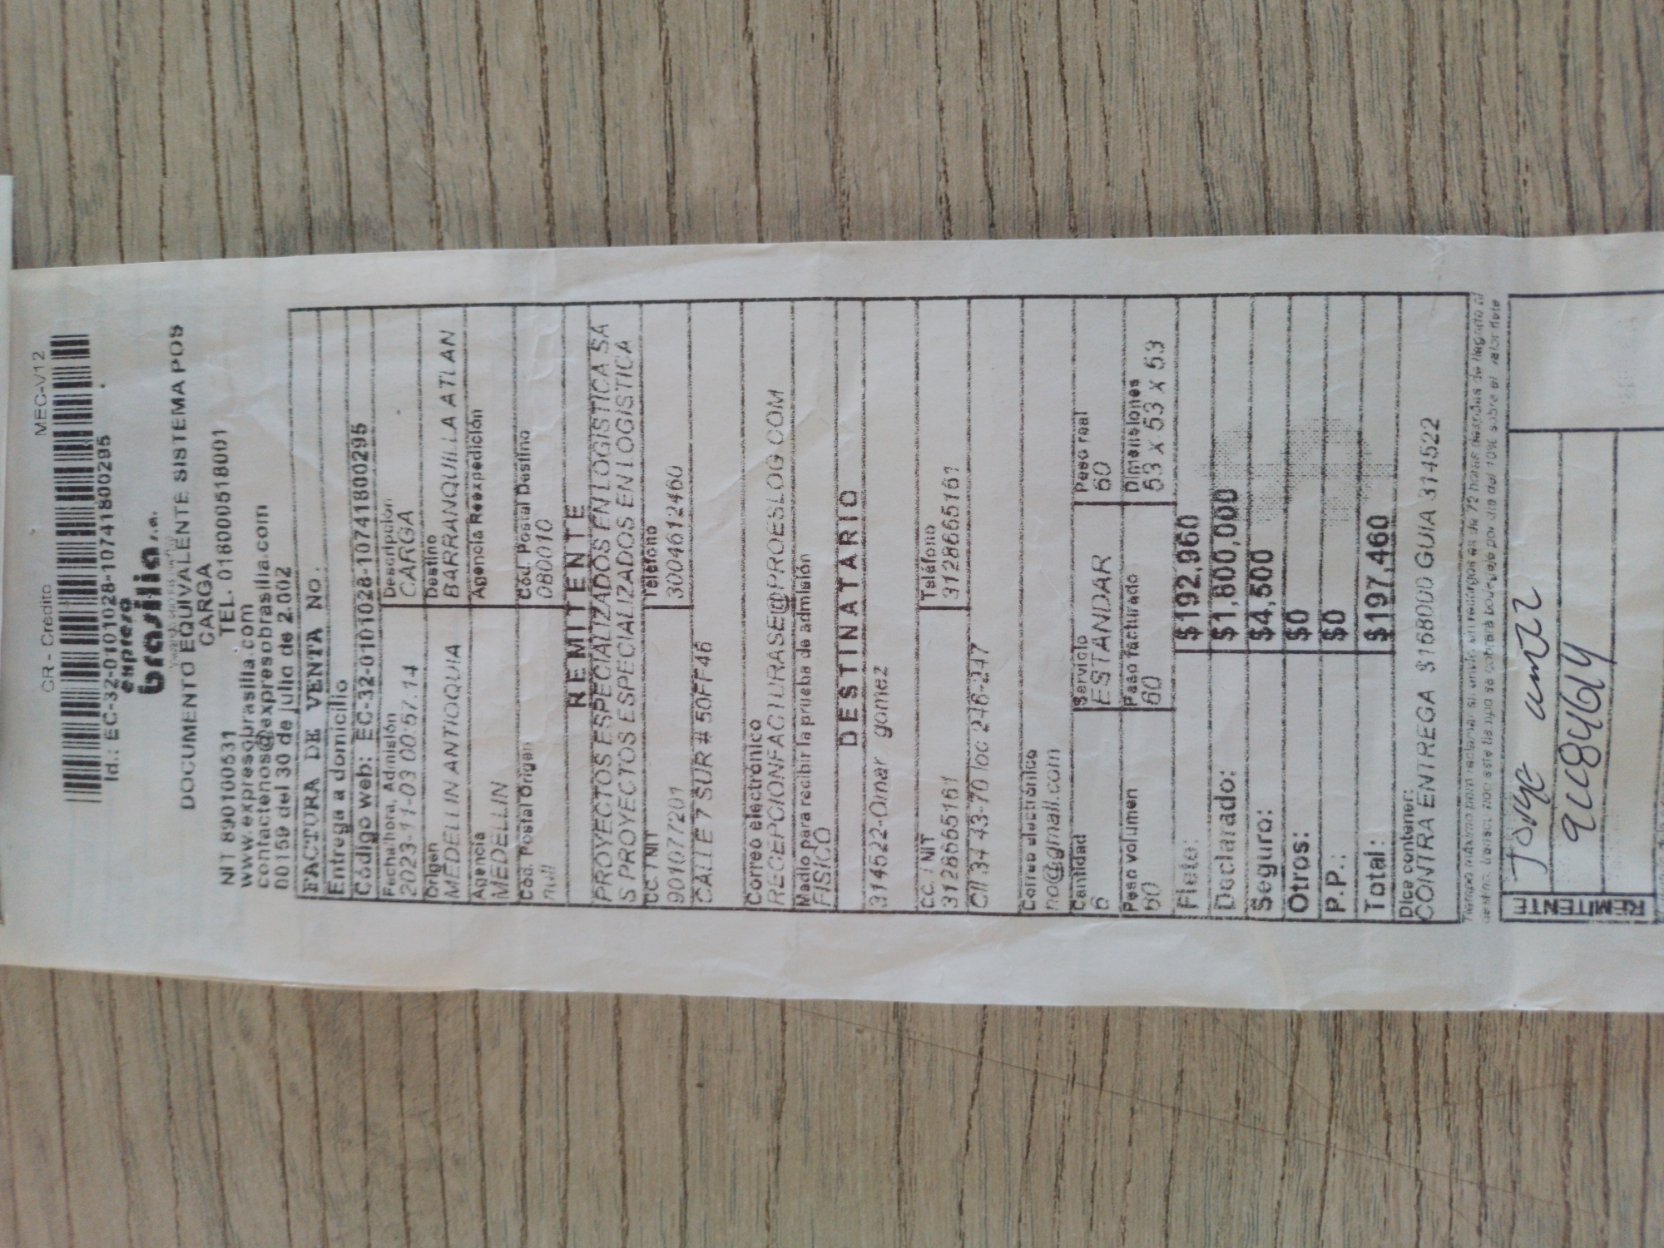 CR - Crédito MEC-V12
Id.: EC-32-0101028-10741800295
expreso
brasilia s.a.
DOCUMENTO EQUIVALENTE SISTEMA POS
CARGA
NIT 890100531 TEL. 018000518001
www.expresobrasilia.com
contactenos@expresobrasilia.com
00159 del 30 de julio de 2.002
FACTURA DE VENTA NO.
Entrega a domicilio
Código web: EC-32-0101028-10741800295
Fecha/hora, Admisión Descripción
2023-11-03 00:57:14 CARGA
Origen Destino
MEDELLIN ANTIOQUIA BARRANQUILLA ATLAN
Agencia Agencia Reexpedición
MEDELLIN
Cód. Postal Origen Cód. Postal Destino
null 080010
REMITENTE
PROYECTOS ESPECIALIZADOS EN LOGISTICA SA
S PROYECTOS ESPECIALIZADOS EN LOGISTICA
C.C. / NIT Teléfono
901077201 3004612460
CALLE 7 SUR # 50FF46
Correo electrónico
RECEPCIONFACTURASE@PROESLOG.COM
Medio para recibir la prueba de admisión
FISICO
DESTINATARIO
314522-Omar gomez
C.C. / NIT Teléfono
3128665161 3128665161
Cll 34 43-70 loc 246-247
Correo electrónico
no@gmail.com
Cantidad Servicio Peso real
6 ESTANDAR 60
Peso volumen Peso facturado Dimensiones
60 60 53 x 53 x 53
Flete: $192,960
Declarado: $1,800,000
Seguro: $4,500
Otros: $0
P.P.: $0
Total: $197,460
Dice contener:
CONTRA ENTREGA $168000 GUIA 314522
REMITENTE
Jorge